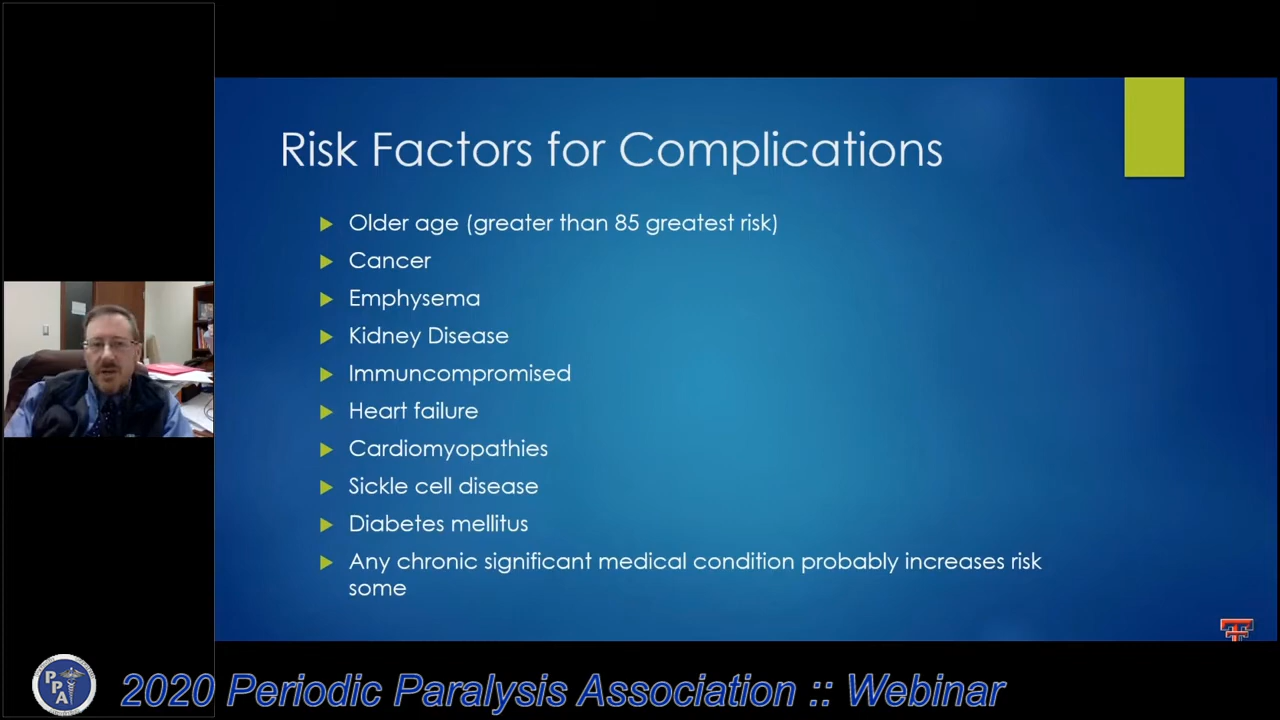 Risk Factors for Complications
Older age (greater than 85 greatest risk)
Cancer
Emphysema
Kidney Disease
Immuncompromised
Heart failure
Cardiomyopathies
Sickle cell disease
Diabetes mellitus
Any chronic significant medical condition probably increases risk
some
PPA
2020 Periodic Paralysis Association :: Webinar